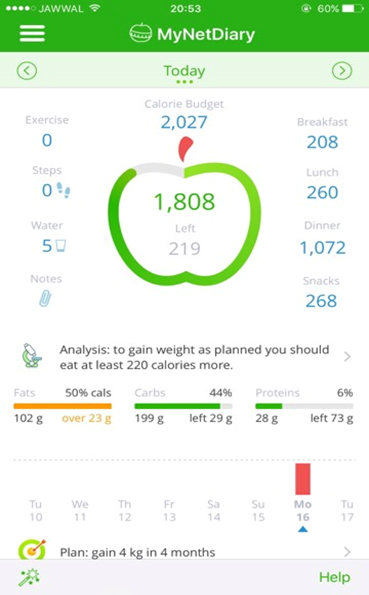 JAWWAL 20:53 60%
MyNetDiary
Today
Calorie Budget
2,027
Exercise
0
Steps
0
Water
5
Notes
1,808
Left
219
Breakfast
208
Lunch
260
Dinner
1,072
Snacks
268
Analysis: to gain weight as planned you should
eat at least 220 calories more.
Fats 50% cals
102 g over 23 g
Carbs 44%
199 g left 29 g
Proteins 6%
28 g left 73 g
Tu We Th Fr Sa Su Mo Tu
10 11 12 13 14 15 16 17
Plan: gain 4 kg in 4 months
Help